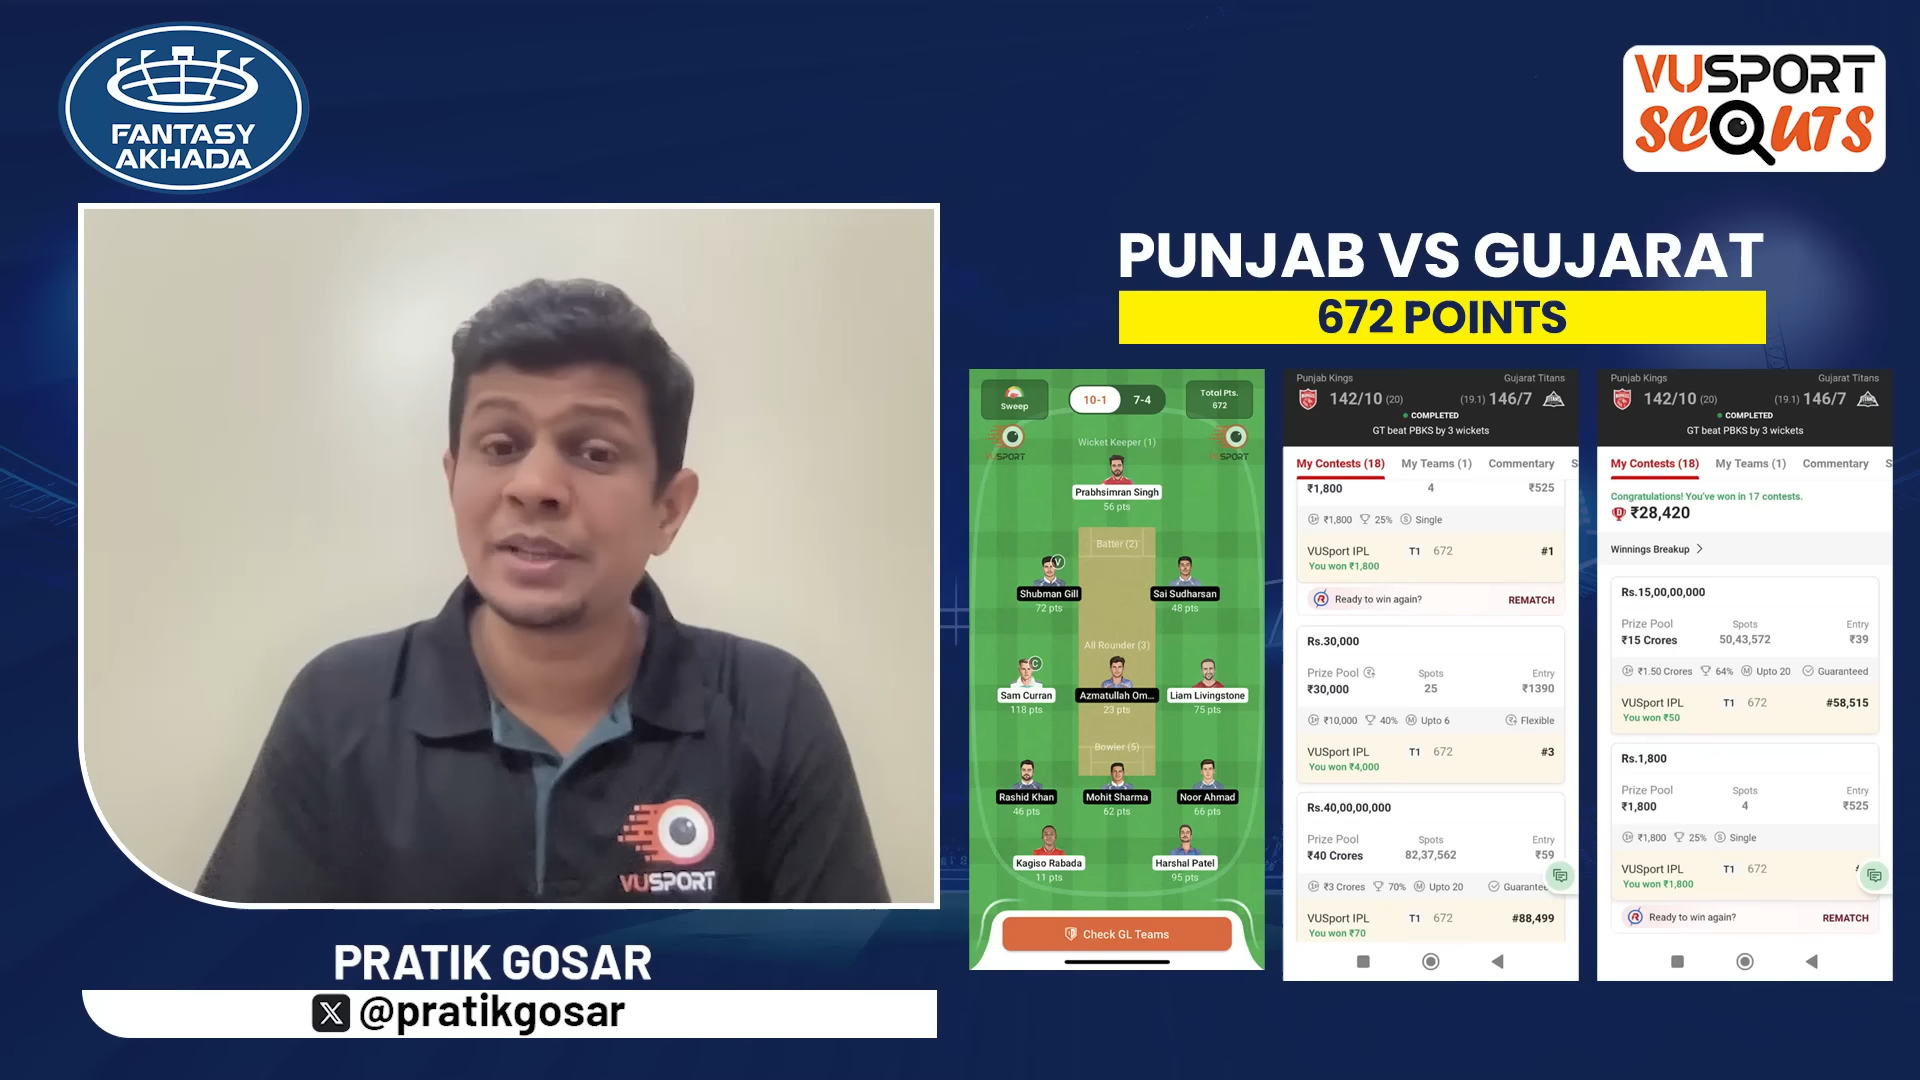 FANTASY
AKHADA
VUSPORT
SCOUTS
VUSPORT
PRATIK GOSAR
@pratikgosar
PUNJAB VS GUJARAT
672 POINTS
Sweep
10-1
7-4
Total Pts.
672
VUSPORT
VUSPORT
Wicket Keeper (1)
Prabhsimran Singh
56 pts
Batter (2)
V
Shubman Gill
72 pts
Sai Sudharsan
48 pts
All Rounder (3)
C
Sam Curran
118 pts
Azmatullah Om...
23 pts
Liam Livingstone
75 pts
Bowler (5)
Rashid Khan
46 pts
Mohit Sharma
62 pts
Noor Ahmad
66 pts
Kagiso Rabada
11 pts
Harshal Patel
95 pts
Check GL Teams
Punjab Kings Gujarat Titans
142/10 (20) (19.1) 146/7
COMPLETED
GT beat PBKS by 3 wickets
My Contests (18) My Teams (1) Commentary S
₹1,800 4 ₹525
₹1,800 25% S Single
VUSport IPL T1 672 #1
You won ₹1,800
Ready to win again? REMATCH
Rs.30,000
Prize Pool Spots Entry
₹30,000 25 ₹1390
₹10,000 40% M Upto 6 Flexible
VUSport IPL T1 672 #3
You won ₹4,000
Rs.40,00,00,000
Prize Pool Spots Entry
₹40 Crores 82,37,562 ₹59
₹3 Crores 70% M Upto 20 Guarantee
VUSport IPL T1 672 #88,499
You won ₹70
Punjab Kings Gujarat Titans
142/10 (20) (19.1) 146/7
COMPLETED
GT beat PBKS by 3 wickets
My Contests (18) My Teams (1) Commentary S
Congratulations! You've won in 17 contests.
₹28,420
Winnings Breakup
Rs.15,00,00,000
Prize Pool Spots Entry
₹15 Crores 50,43,572 ₹39
₹1.50 Crores 64% M Upto 20 Guaranteed
VUSport IPL T1 672 #58,515
You won ₹50
Rs.1,800
Prize Pool Spots Entry
₹1,800 4 ₹525
₹1,800 25% S Single
VUSport IPL T1 672
You won ₹1,800
Ready to win again? REMATCH